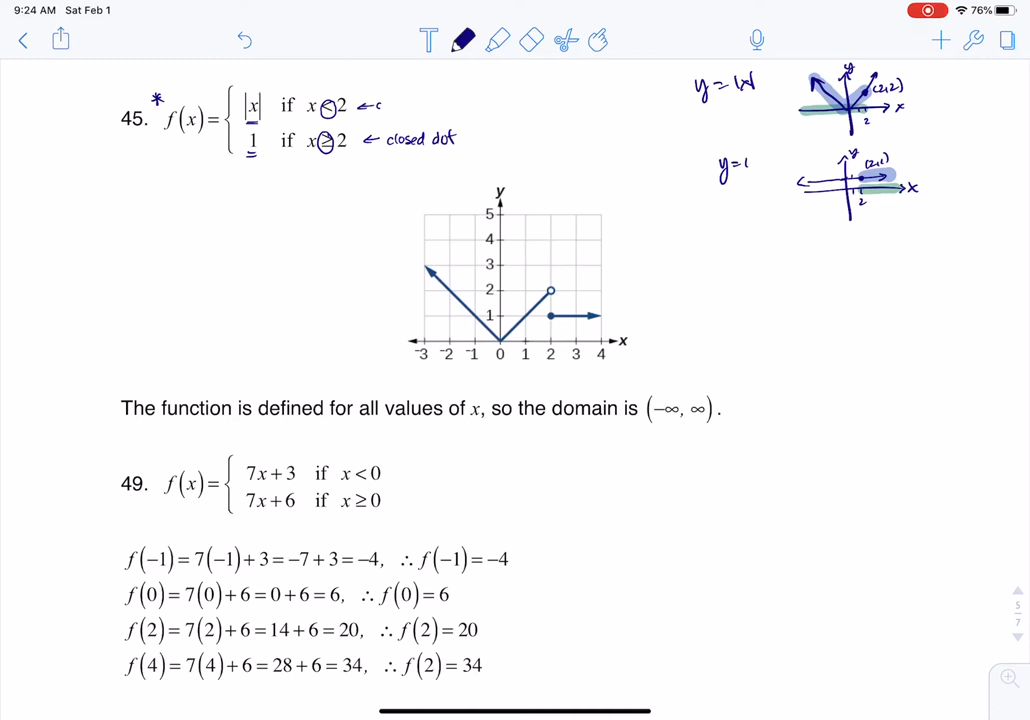 9:24 AM Sat Feb 1
76%
45. * f(x) = { |x| if x < 2 ← c
1 if x ≥ 2 ← closed dot
y = |x|
y
(2,2)
x
2
y = 1
y
(2,1)
x
2
y
5
4
3
2
1
-3 -2 -1 0 1 2 3 4 x
The function is defined for all values of x, so the domain is (−∞, ∞).
49. f(x) = { 7x + 3 if x < 0
7x + 6 if x ≥ 0
f(−1) = 7(−1) + 3 = −7 + 3 = −4, ∴ f(−1) = −4
f(0) = 7(0) + 6 = 0 + 6 = 6, ∴ f(0) = 6
f(2) = 7(2) + 6 = 14 + 6 = 20, ∴ f(2) = 20
f(4) = 7(4) + 6 = 28 + 6 = 34, ∴ f(2) = 34
5
7